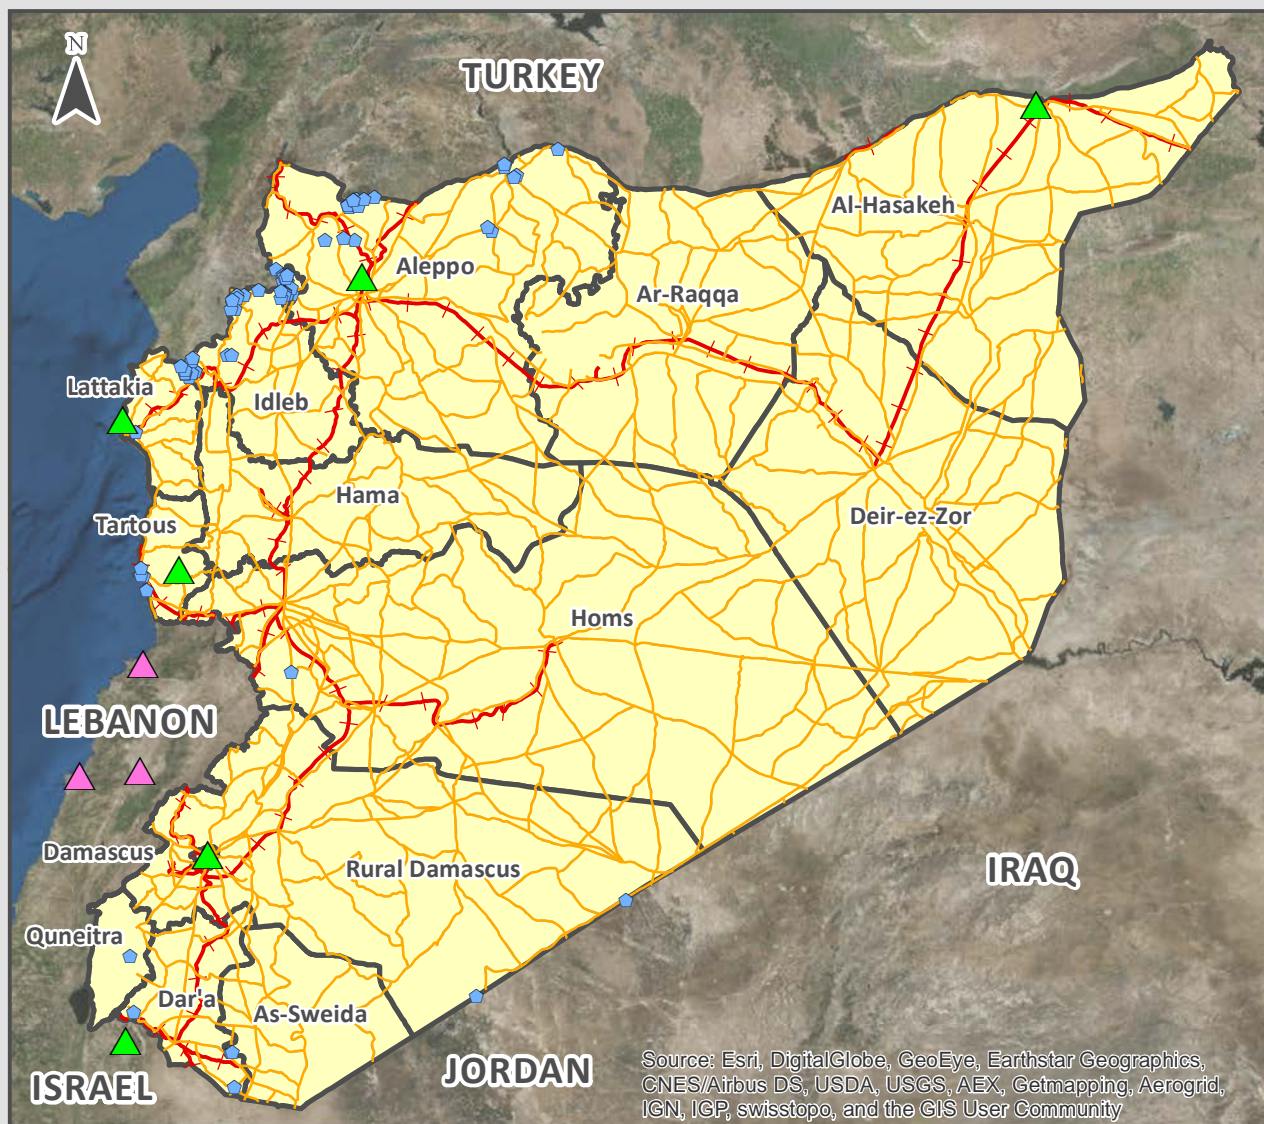 N
TURKEY
Al-Hasakeh
Aleppo
Ar-Raqqa
Lattakia
Idleb
Hama
Tartous
Deir-ez-Zor
Homs
LEBANON
Damascus
Rural Damascus
IRAQ
Quneitra
Dar'a
As-Sweida
JORDAN
ISRAEL
Source: Esri, DigitalGlobe, GeoEye, Earthstar Geographics,
CNES/Airbus DS, USDA, USGS, AEX, Getmapping, Aerogrid,
IGN, IGP, swisstopo, and the GIS User Community